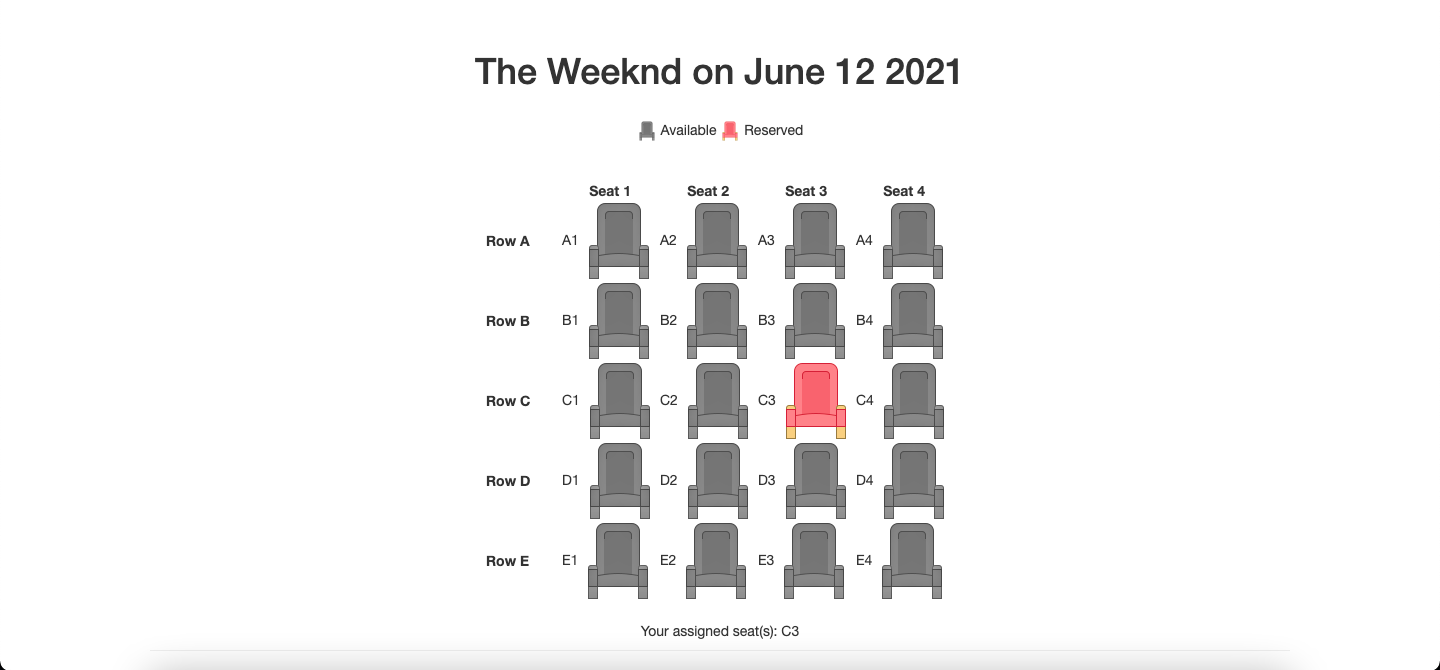 The Weeknd on June 12 2021
Available Reserved
Seat 1 Seat 2 Seat 3 Seat 4
Row A A1 A2 A3 A4
Row B B1 B2 B3 B4
Row C C1 C2 C3 C4
Row D D1 D2 D3 D4
Row E E1 E2 E3 E4
Your assigned seat(s): C3